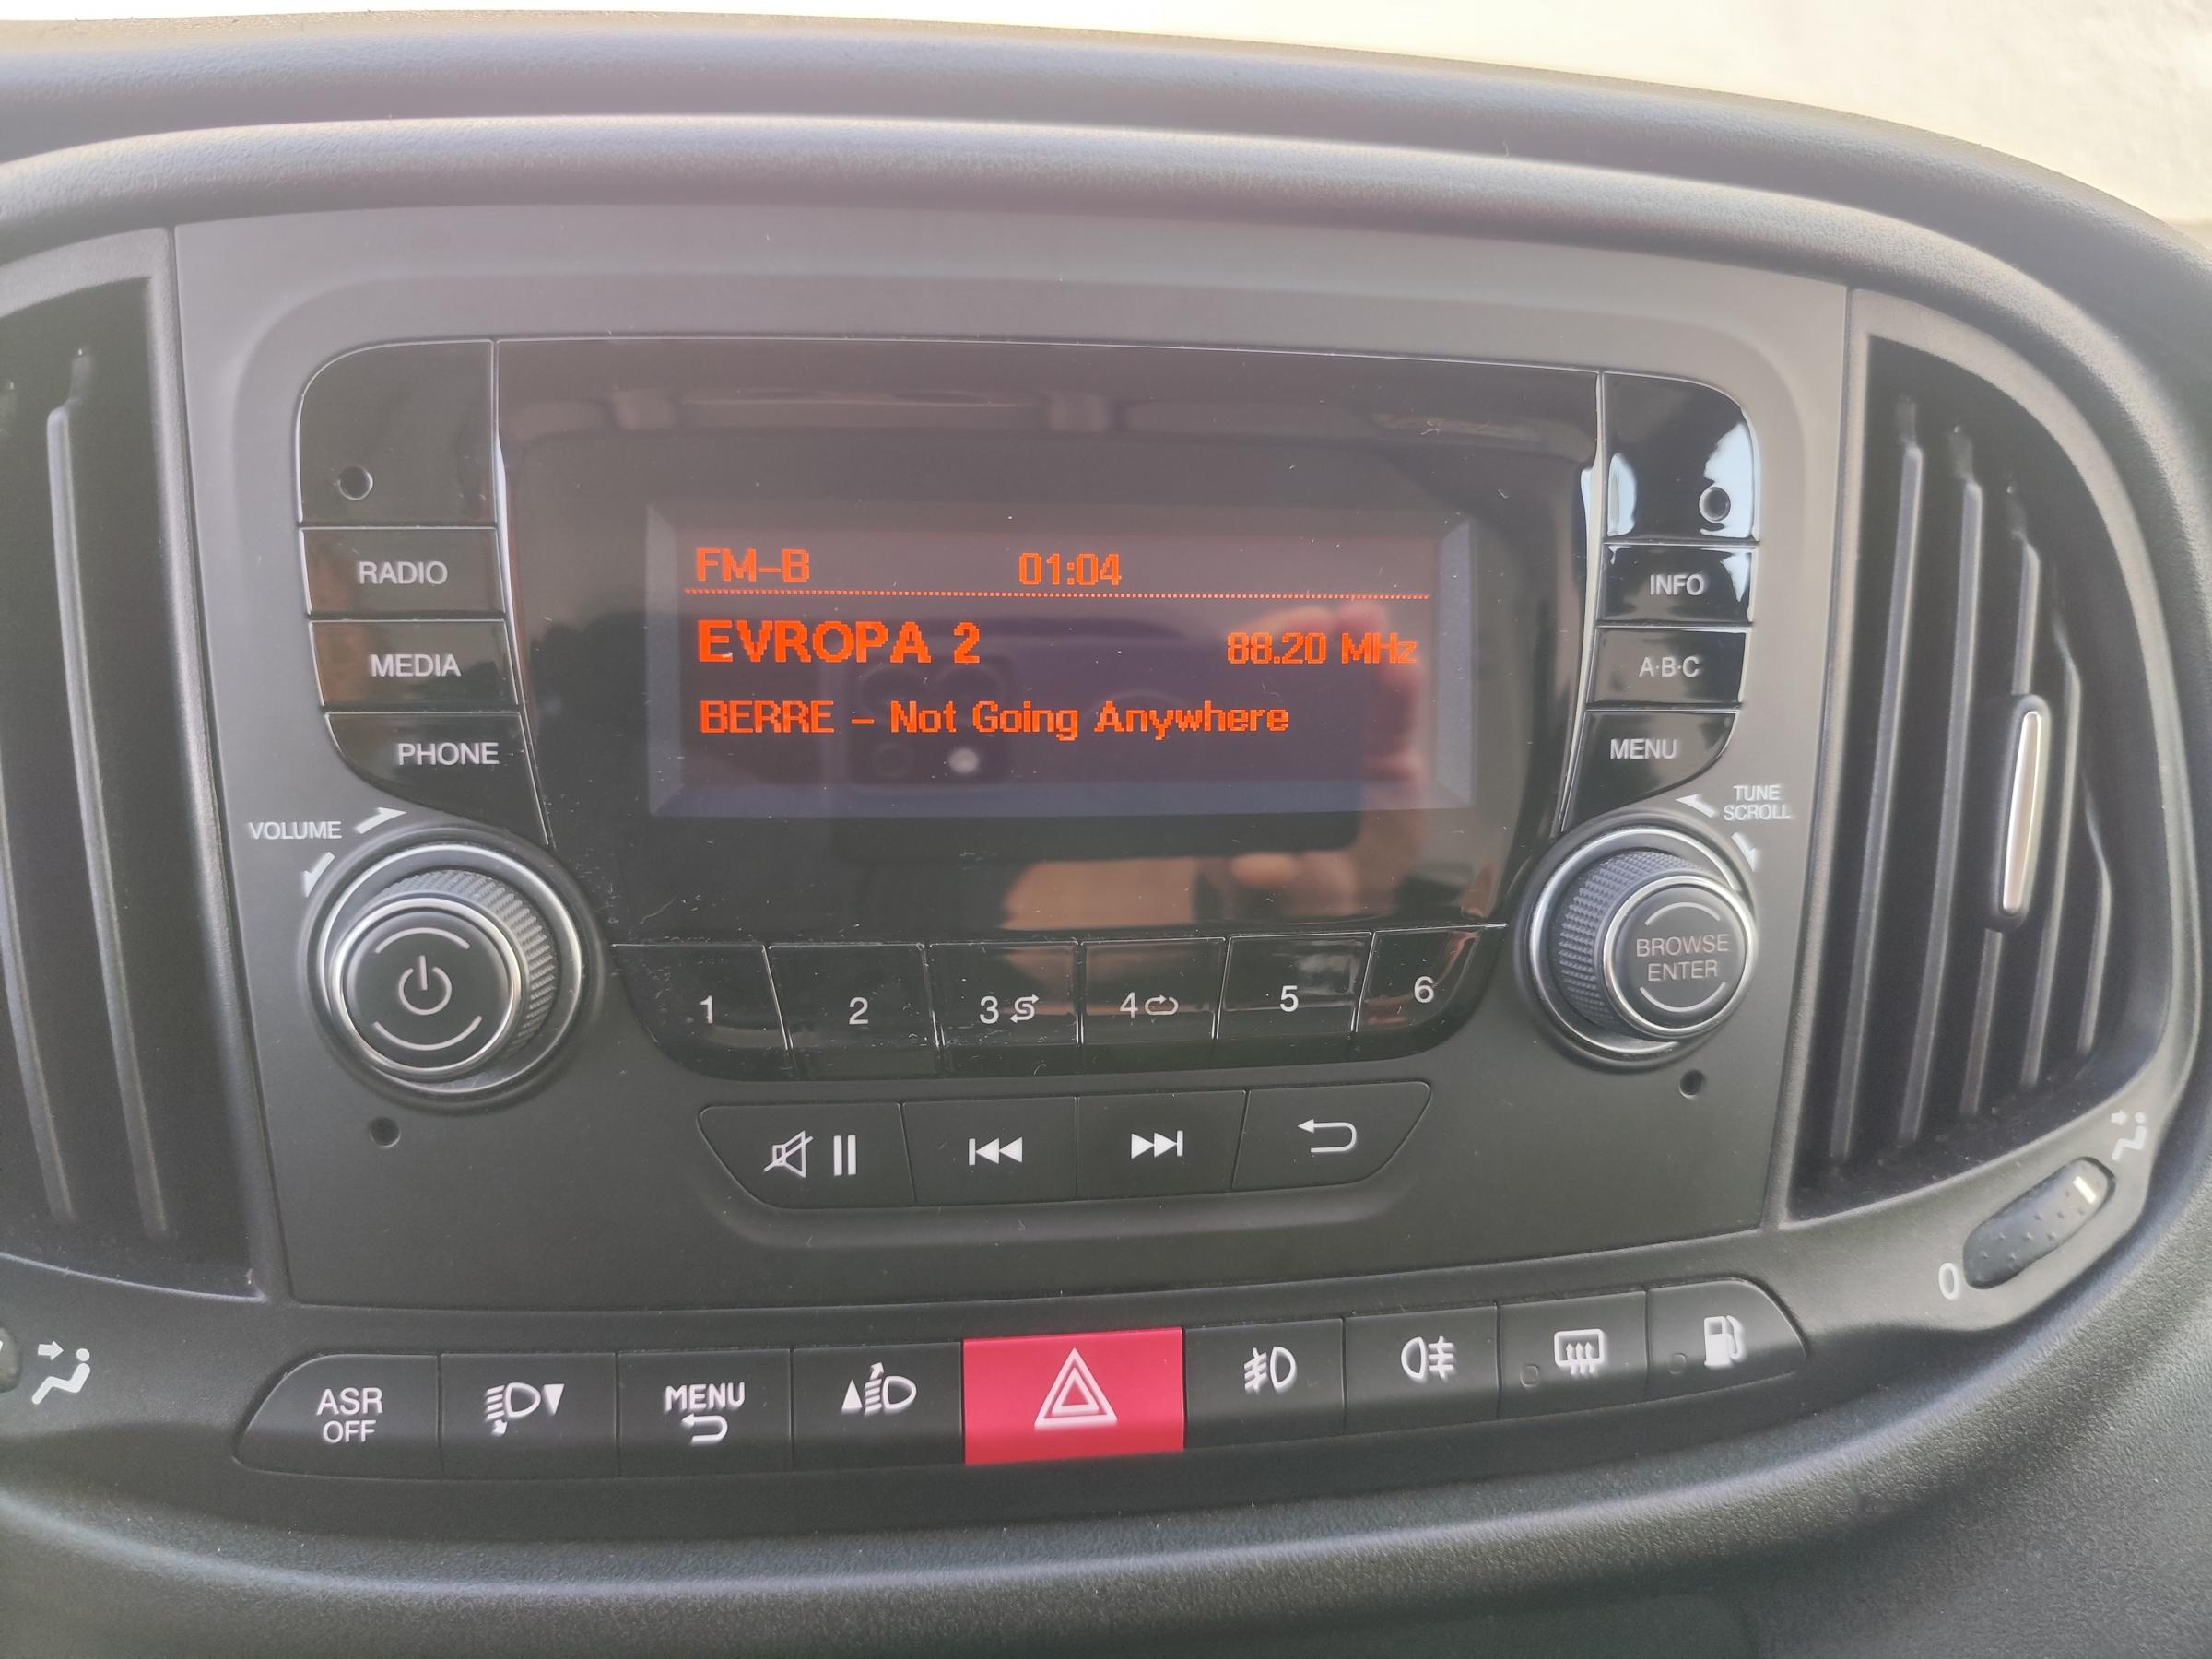 FM-B 01:04
EVROPA 2 88.20 MHz
BERRE - Not Going Anywhere
RADIO
MEDIA
PHONE
INFO
A·B·C
MENU
VOLUME
TUNE
SCROLL
BROWSE
ENTER
1 2 3 4 5 6
ASR
OFF
MENU
0